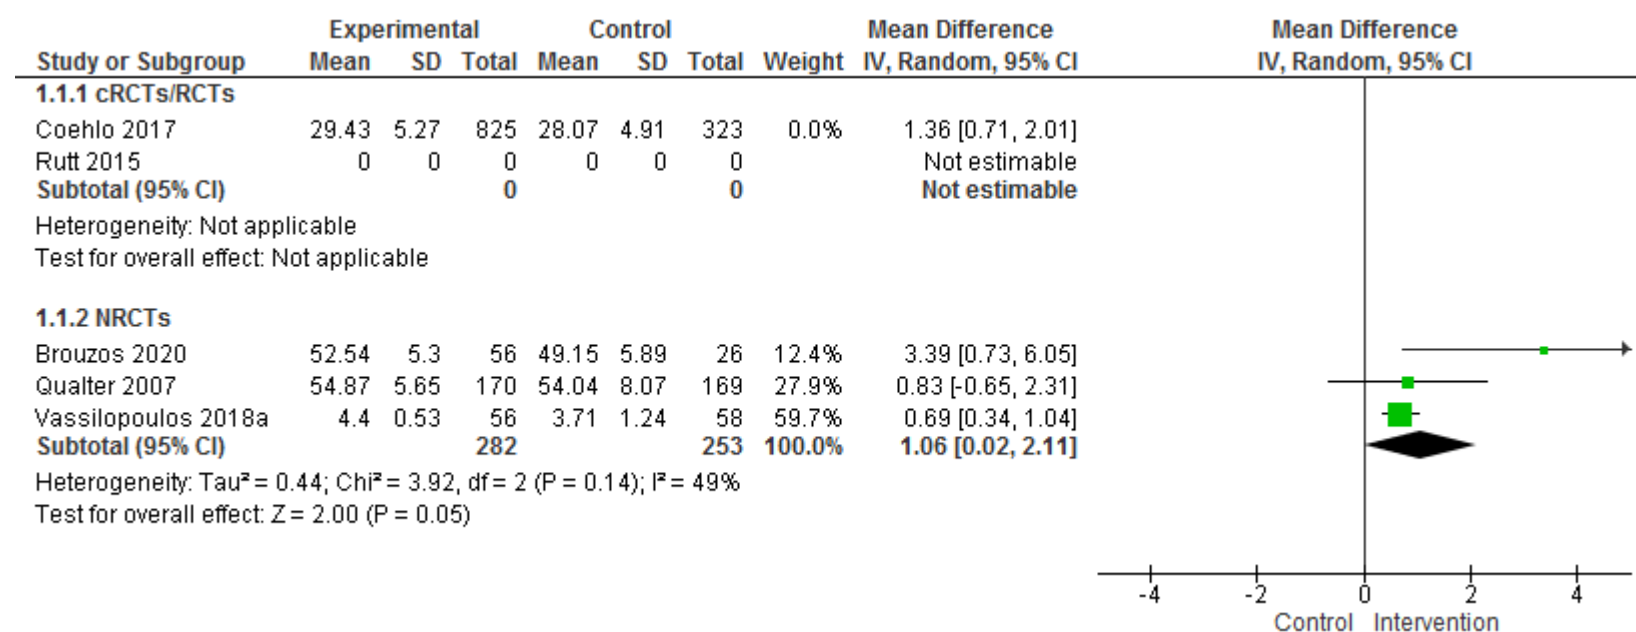 Experimental Control Mean Difference Mean Difference
Study or Subgroup Mean SD Total Mean SD Total Weight IV, Random, 95% CI IV, Random, 95% CI
1.1.1 cRCTs/RCTs
Coehlo 2017 29.43 5.27 825 28.07 4.91 323 0.0% 1.36 [0.71, 2.01]
Rutt 2015 0 0 0 0 0 0 Not estimable
Subtotal (95% CI) 0 0 Not estimable
Heterogeneity: Not applicable
Test for overall effect: Not applicable
1.1.2 NRCTs
Brouzos 2020 52.54 5.3 56 49.15 5.89 26 12.4% 3.39 [0.73, 6.05]
Qualter 2007 54.87 5.65 170 54.04 8.07 169 27.9% 0.83 [-0.65, 2.31]
Vassilopoulos 2018a 4.4 0.53 56 3.71 1.24 58 59.7% 0.69 [0.34, 1.04]
Subtotal (95% CI) 282 253 100.0% 1.06 [0.02, 2.11]
Heterogeneity: Tau² = 0.44; Chi² = 3.92, df = 2 (P = 0.14); I² = 49%
Test for overall effect: Z = 2.00 (P = 0.05)
-4 -2 0 2 4
Control Intervention